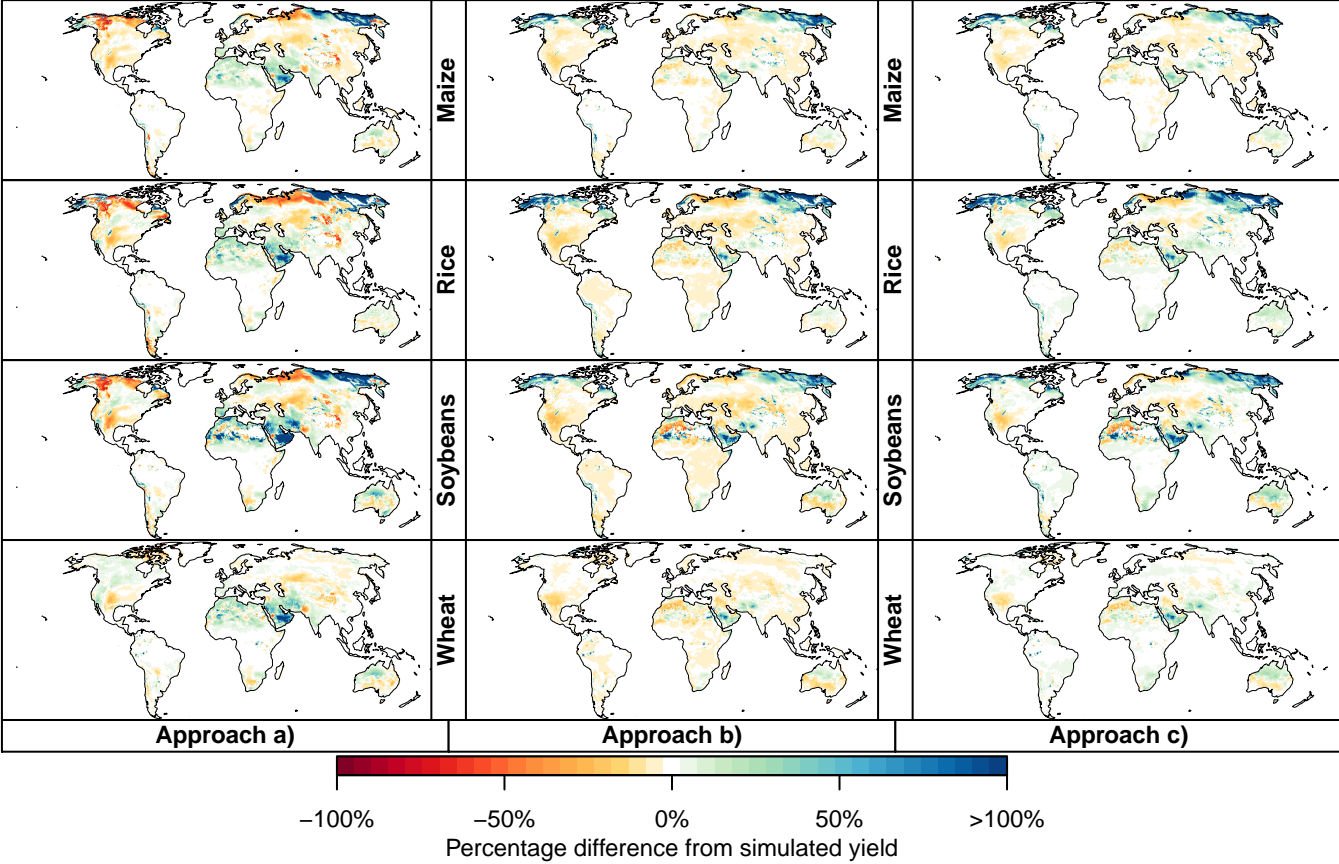 Maize
Maize
Rice
Rice
Soybeans
Soybeans
Wheat
Wheat
Approach a)
Approach b)
Approach c)
−100%
−50%
0%
50%
>100%
Percentage difference from simulated yield